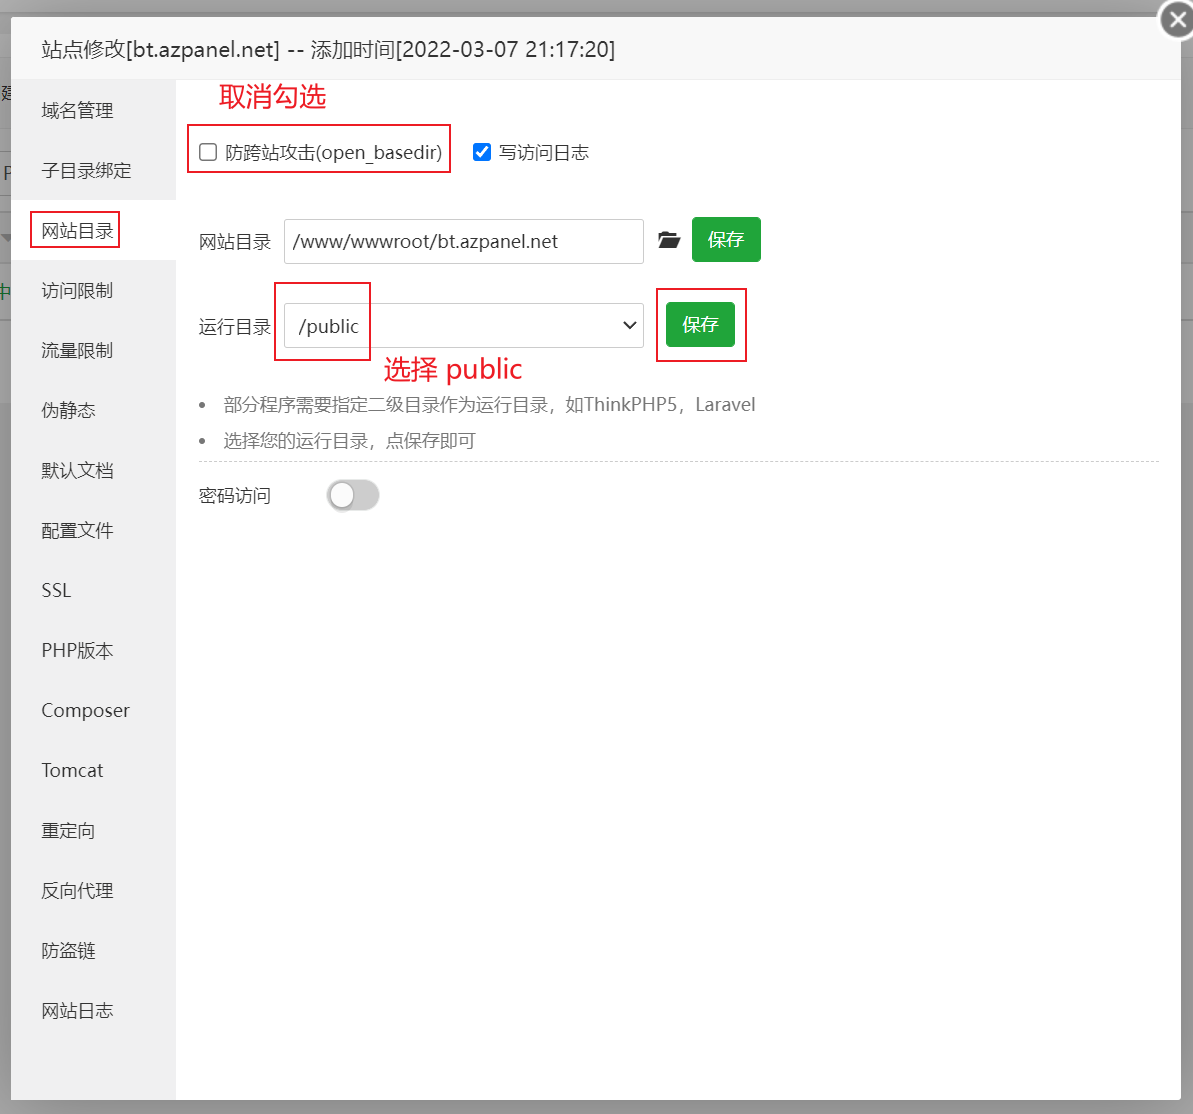 站点修改[bt.azpanel.net] -- 添加时间[2022-03-07 21:17:20]
域名管理
子目录绑定
网站目录
访问限制
流量限制
伪静态
默认文档
配置文件
SSL
PHP版本
Composer
Tomcat
重定向
反向代理
防盗链
网站日志
取消勾选
防跨站攻击(open_basedir) 写访问日志
网站目录 /www/wwwroot/bt.azpanel.net 保存
运行目录 /public 保存
选择 public
• 部分程序需要指定二级目录作为运行目录，如ThinkPHP5，Laravel
• 选择您的运行目录，点保存即可
密码访问